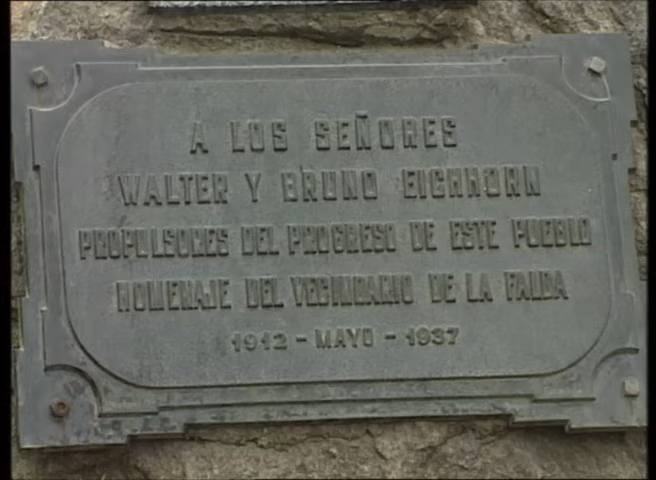 A LOS SEÑORES
WALTER Y BRUNO EICHHORN
PROPULSORES DEL PROGRESO DE ESTE PUEBLO
HOMENAJE DEL VECINDARIO DE LA FALDA
1912 - MAYO - 1937